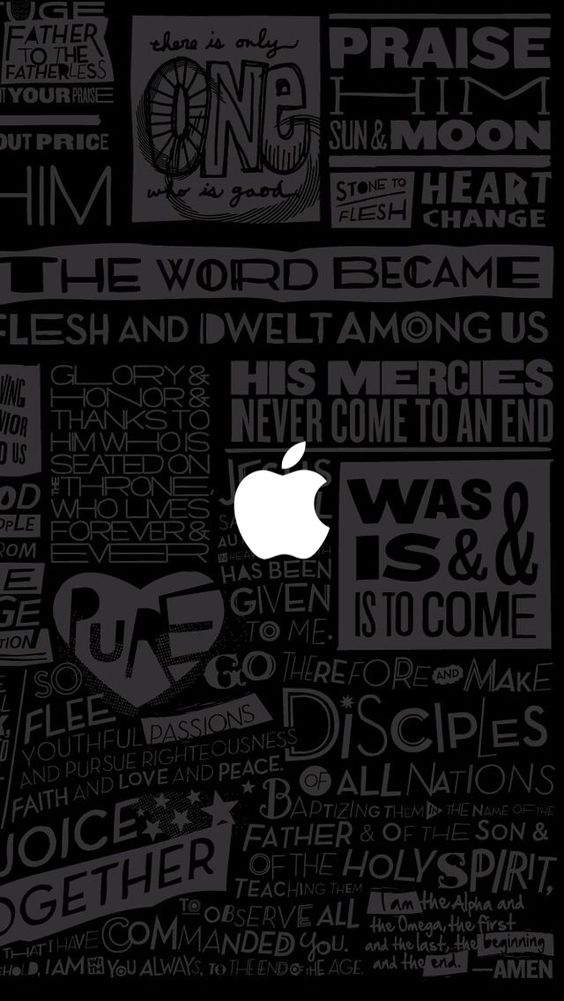 FUGE
FATHER
TO THE
FATHERLESS
YOUR PRAISE
OUT PRICE
HIM
there is only
ONE
who is good.
PRAISE
HIM
SUN & MOON
STONE TO
FLESH
HEART
CHANGE
THE WORD BECAME
FLESH AND DWELT AMONG US
GLORY &
HONOR &
THANKS TO
HIM WHO IS
SEATED ON
THE THRONE
WHO LIVES
FOREVER &
EVER
HIS MERCIES
NEVER COME TO AN END
JESUS
HAS BEEN
GIVEN
TO ME.
WAS &
IS & &
IS TO COME
PURE
SO
FLEE
YOUTHFUL PASSIONS
AND PURSUE RIGHTEOUSNESS
FAITH AND LOVE AND PEACE.
GO THEREFORE AND MAKE
DISCIPLES
OF ALL NATIONS
BAPTIZING THEM IN THE NAME OF THE
FATHER & OF THE SON &
OF THE HOLY SPIRIT,
TEACHING THEM
TO OBSERVE ALL
THAT I HAVE COMMANDED YOU.
HOLD, I AM WITH YOU ALWAYS, TO THE END OF THE AGE.
OICE
OGETHER
I am the Alpha and
the Omega, the first
and the last, the beginning
and the end.
—AMEN